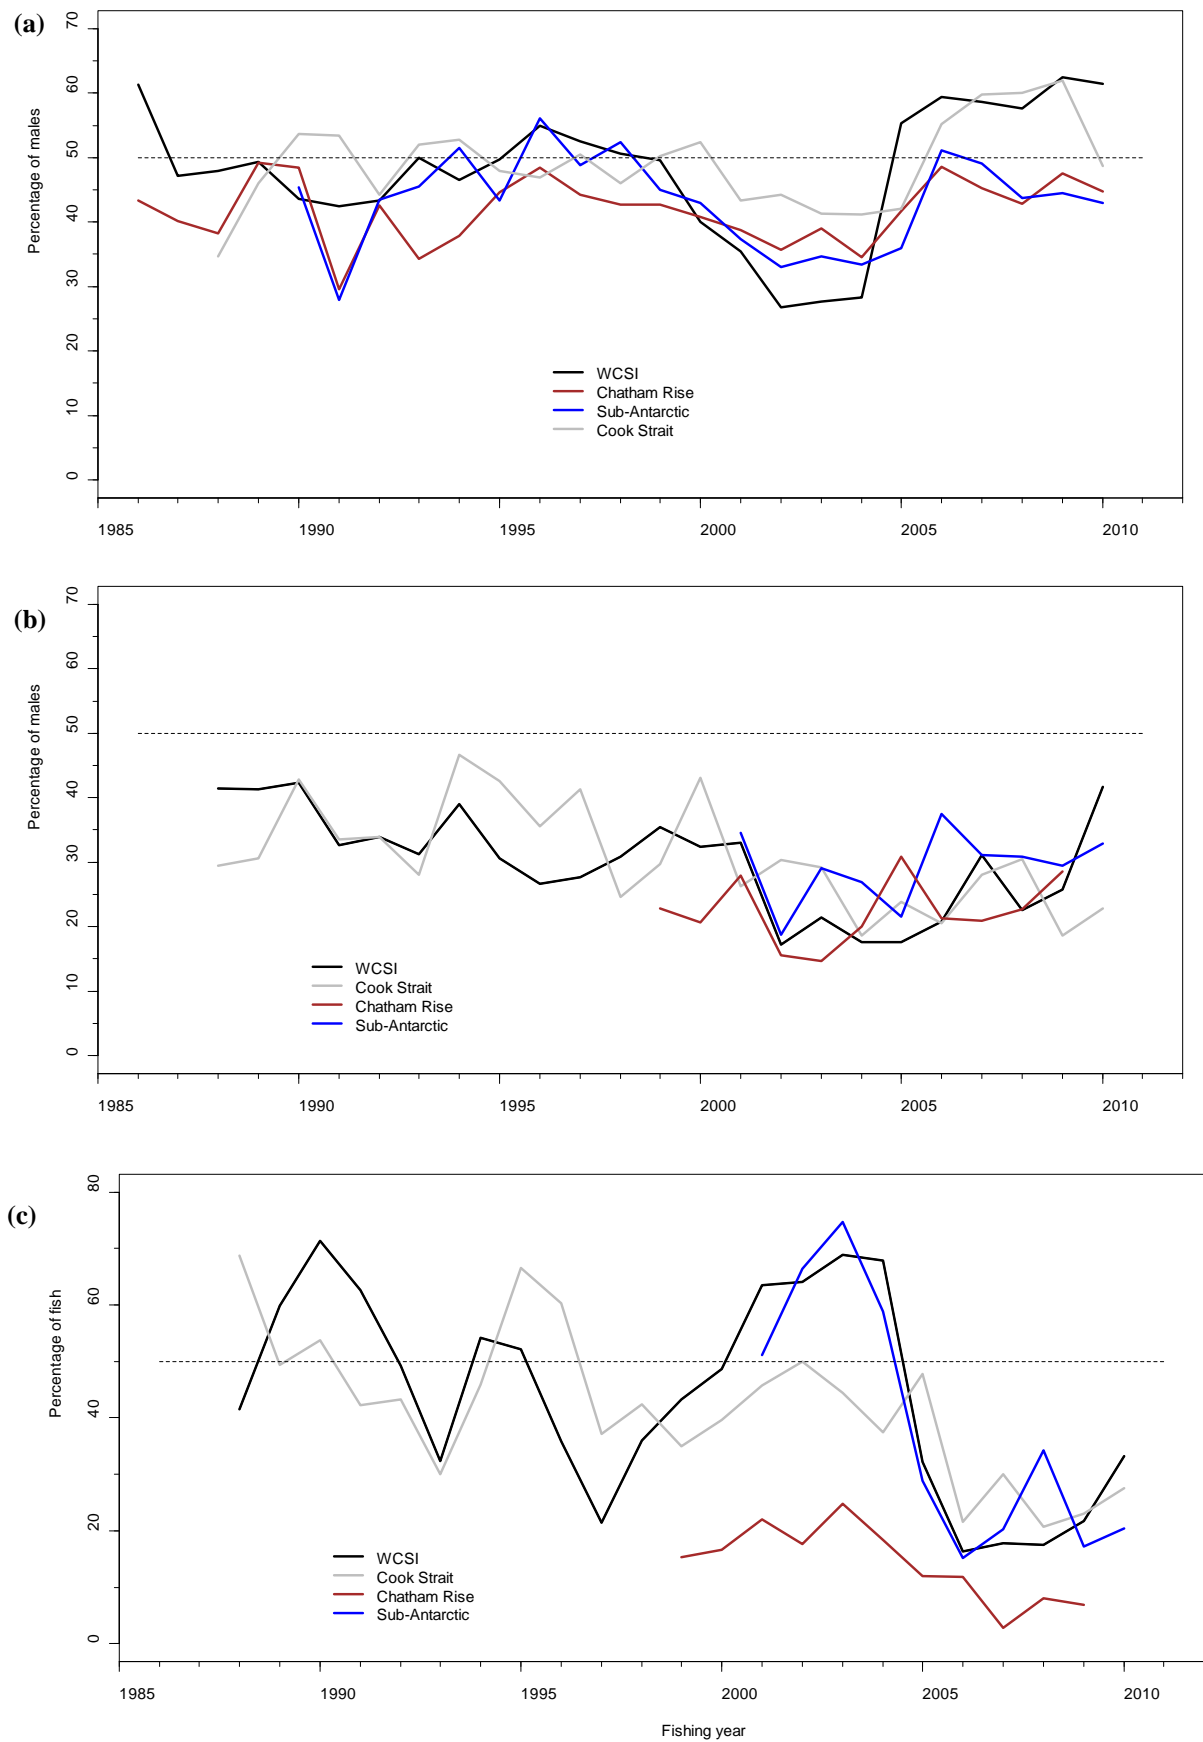 (a)
Percentage of males
70
60
50
40
30
20
10
0
WCSI
Chatham Rise
Sub-Antarctic
Cook Strait
1985 1990 1995 2000 2005 2010
(b)
Percentage of males
70
60
50
40
30
20
10
0
WCSI
Cook Strait
Chatham Rise
Sub-Antarctic
1985 1990 1995 2000 2005 2010
(c)
Percentage of fish
80
60
40
20
0
WCSI
Cook Strait
Chatham Rise
Sub-Antarctic
1985 1990 1995 2000 2005 2010
Fishing year